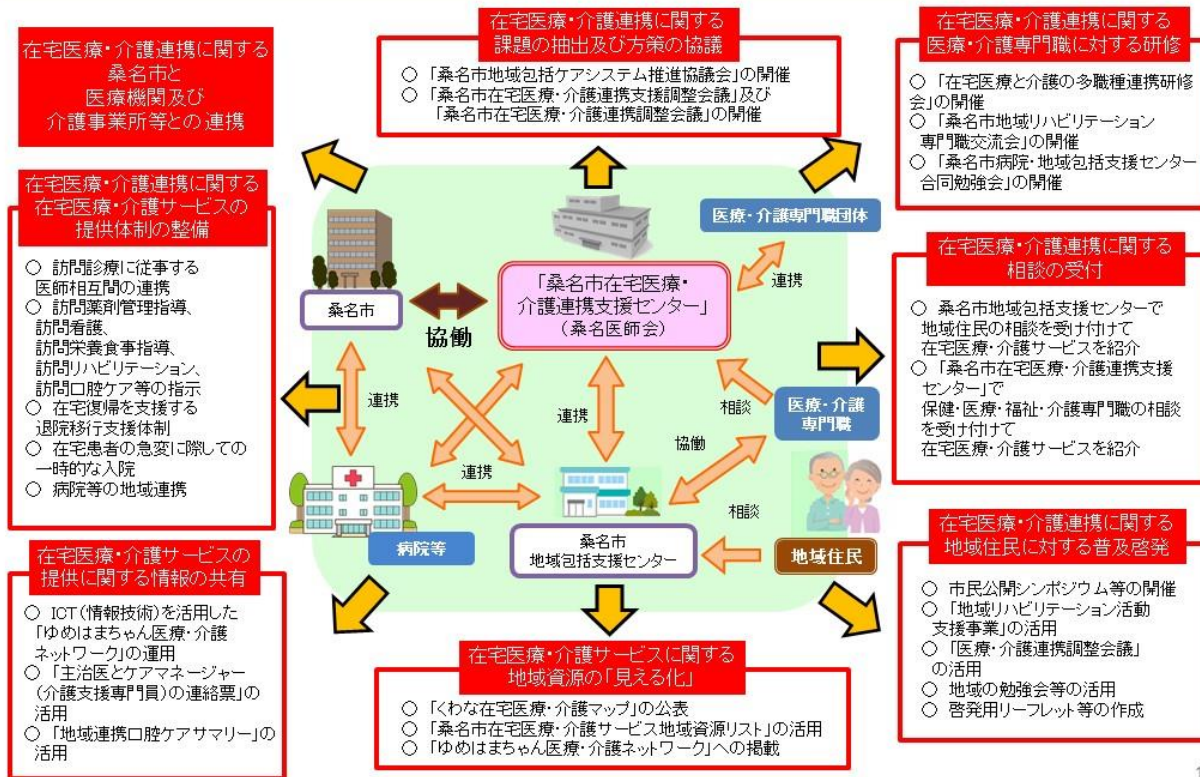 在宅医療・介護連携に関する
桑名市と
医療機関及び
介護事業所等との連携
在宅医療・介護連携に関する
課題の抽出及び方策の協議
○ 「桑名市地域包括ケアシステム推進協議会」の開催
○ 「桑名市在宅医療・介護連携支援調整会議」及び
「桑名市在宅医療・介護連携調整会議」の開催
在宅医療・介護連携に関する
医療・介護専門職に対する研修
○ 「在宅医療と介護の多職種連携研修
会」の開催
○ 「桑名市地域リハビリテーション
専門職交流会」の開催
○ 「桑名市病院・地域包括支援センター
合同勉強会」の開催
在宅医療・介護連携に関する
在宅医療・介護サービスの
提供体制の整備
○ 訪問診療に従事する
医師相互間の連携
○ 訪問薬剤管理指導、
訪問看護、
訪問栄養食事指導、
訪問リハビリテーション、
訪問口腔ケア等の指示
○ 在宅復帰を支援する
退院移行支援体制
○ 在宅患者の急変に際しての
一時的な入院
○ 病院等の地域連携
医療・介護専門職団体
連携
「桑名市在宅医療・
介護連携支援センター」
(桑名医師会)
桑名市
協働
連携
連携
連携
相談
医療・介護
専門職
協働
相談
病院等
桑名市
地域包括支援センター
地域住民
在宅医療・介護連携に関する
相談の受付
○ 桑名市地域包括支援センターで
地域住民の相談を受け付けて
在宅医療・介護サービスを紹介
○ 「桑名市在宅医療・介護連携支援
センター」で
保健・医療・福祉・介護専門職の相談
を受け付けて
在宅医療・介護サービスを紹介
在宅医療・介護サービスの
提供に関する情報の共有
○ ICT(情報技術)を活用した
「ゆめはまちゃん医療・介護
ネットワーク」の運用
○ 「主治医とケアマネージャー
(介護支援専門員)の連絡票」の
活用
○ 「地域連携口腔ケアサマリー」の
活用
在宅医療・介護サービスに関する
地域資源の「見える化」
○ 「くわな在宅医療・介護マップ」の公表
○ 「桑名市在宅医療・介護サービス地域資源リスト」の活用
○ 「ゆめはまちゃん医療・介護ネットワーク」への掲載
在宅医療・介護連携に関する
地域住民に対する普及啓発
○ 市民公開シンポジウム等の開催
○ 「地域リハビリテーション活動
支援事業」の活用
○ 「医療・介護連携調整会議」
の活用
○ 地域の勉強会等の活用
○ 啓発用リーフレット等の作成